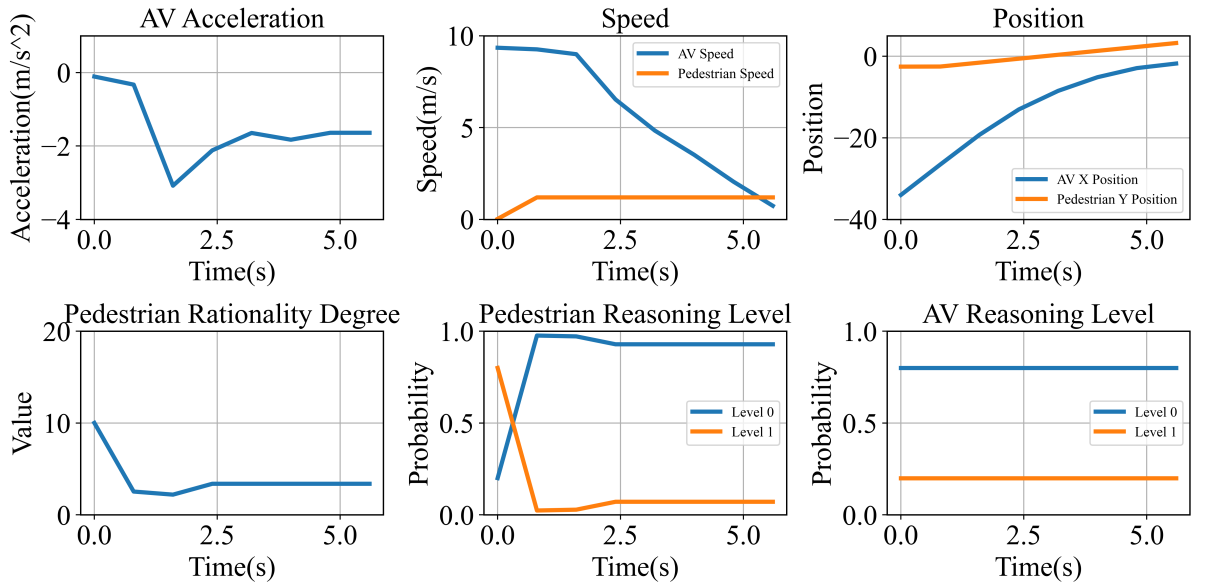 AV Acceleration
Acceleration(m/s^2)
0
−2
−4
0.0 2.5 5.0
Time(s)
Speed
Speed(m/s)
10
5
0
AV Speed
Pedestrian Speed
0.0 2.5 5.0
Time(s)
Position
Position
0
−20
−40
AV X Position
Pedestrian Y Position
0.0 2.5 5.0
Time(s)
Pedestrian Rationality Degree
Value
20
10
0
0.0 2.5 5.0
Time(s)
Pedestrian Reasoning Level
Probability
1.0
0.5
0.0
Level 0
Level 1
0.0 2.5 5.0
Time(s)
AV Reasoning Level
Probability
1.0
0.5
0.0
Level 0
Level 1
0.0 2.5 5.0
Time(s)